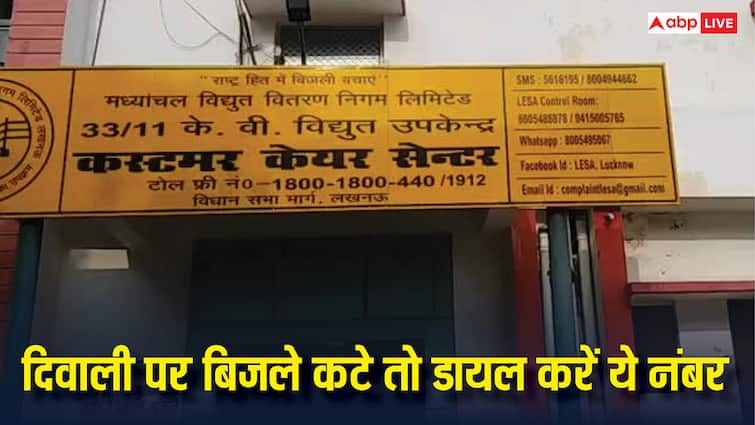 abp LIVE
" राष्ट्र हित में बिजली बचाएं"
मध्यांचल विद्युत वितरण निगम लिमिटेड
33/11 के. वी. विद्युत उपकेन्द्र
कस्टमर केयर सेन्टर
टोल फ्री नं0-1800-1800-440 /1912
विधान सभा मार्ग, लखनऊ
SMS : 5616195 / 8004944662
LESA Control Room:
8005486878 / 9415005765
Whatsapp : 8005495067
Facebook Id : LESA, Lucknow
Email Id : complaintlesa@gmail.com
दिवाली पर बिजले कटे तो डायल करें ये नंबर